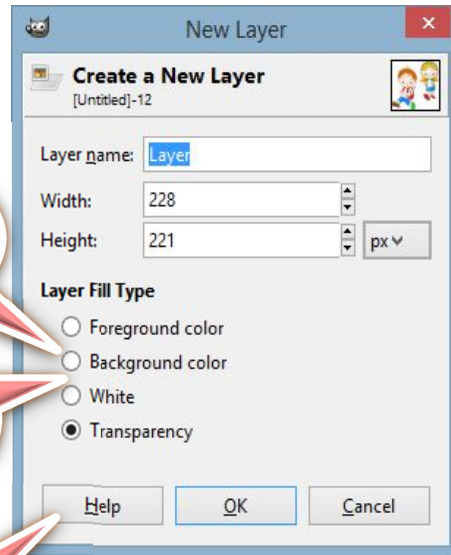 New Layer
Create a New Layer
[Untitled]-12
Layer name: Layer
Width: 228
Height: 221 px
Layer Fill Type
Foreground color
Background color
White
Transparency
Help OK Cancel